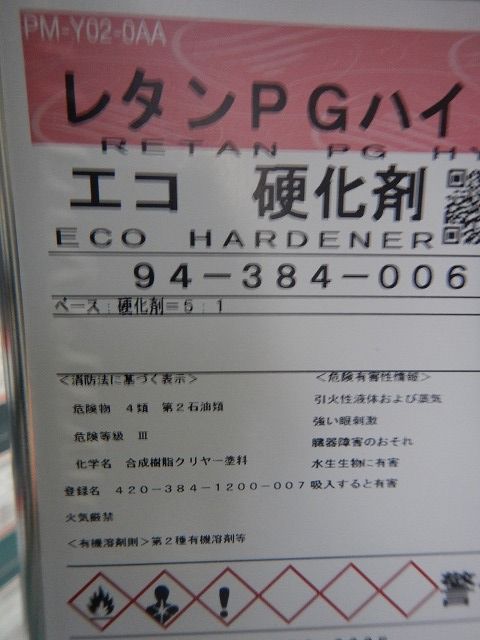 PM-Y02-0AA
レタンPGハイ
RETAN PG HY
エコ 硬化剤
ECO HARDENER
94-384-006
ベース:硬化剤=5:1
<消防法に基づく表示>
危険物 4類 第2石油類
危険等級 Ⅲ
化学名 合成樹脂クリヤー塗料
登録名 420-384-1200-007
火気厳禁
<有機溶剤則>第2種有機溶剤等
<危険有害性情報>
引火性液体および蒸気
強い眼刺激
臓器障害のおそれ
水生生物に有害
吸入すると有害
警